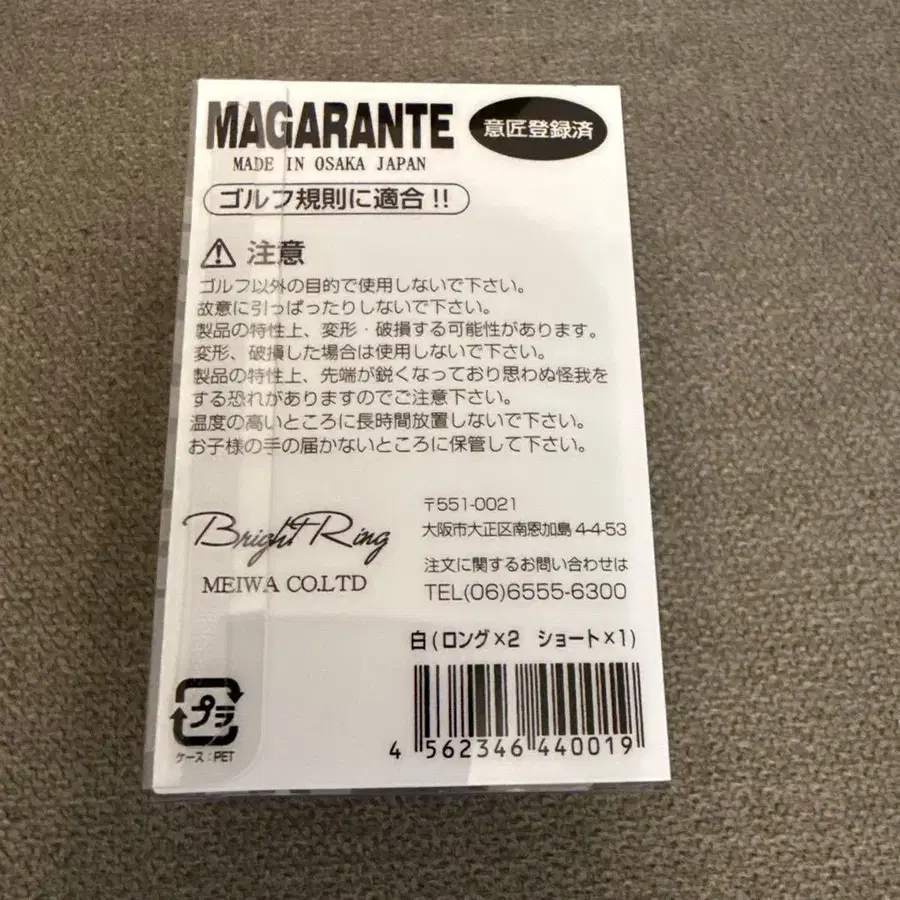 MAGARANTE
意匠登録済
MADE IN OSAKA JAPAN
ゴルフ規則に適合!!
注意
ゴルフ以外の目的で使用しないで下さい。
故意に引っぱったりしないで下さい。
製品の特性上、変形・破損する可能性があります。
変形、破損した場合は使用しないで下さい。
製品の特性上、先端が鋭くなっており思わぬ怪我を
する恐れがありますのでご注意下さい。
温度の高いところに長時間放置しないで下さい。
お子様の手の届かないところに保管して下さい。
Bright Ring
MEIWA CO.LTD
〒551-0021
大阪市大正区南恩加島 4-4-53
注文に関するお問い合わせは
TEL(06)6555-6300
白(ロング×2 ショート×1)
プラ
ケース:PET
4 562346 440019